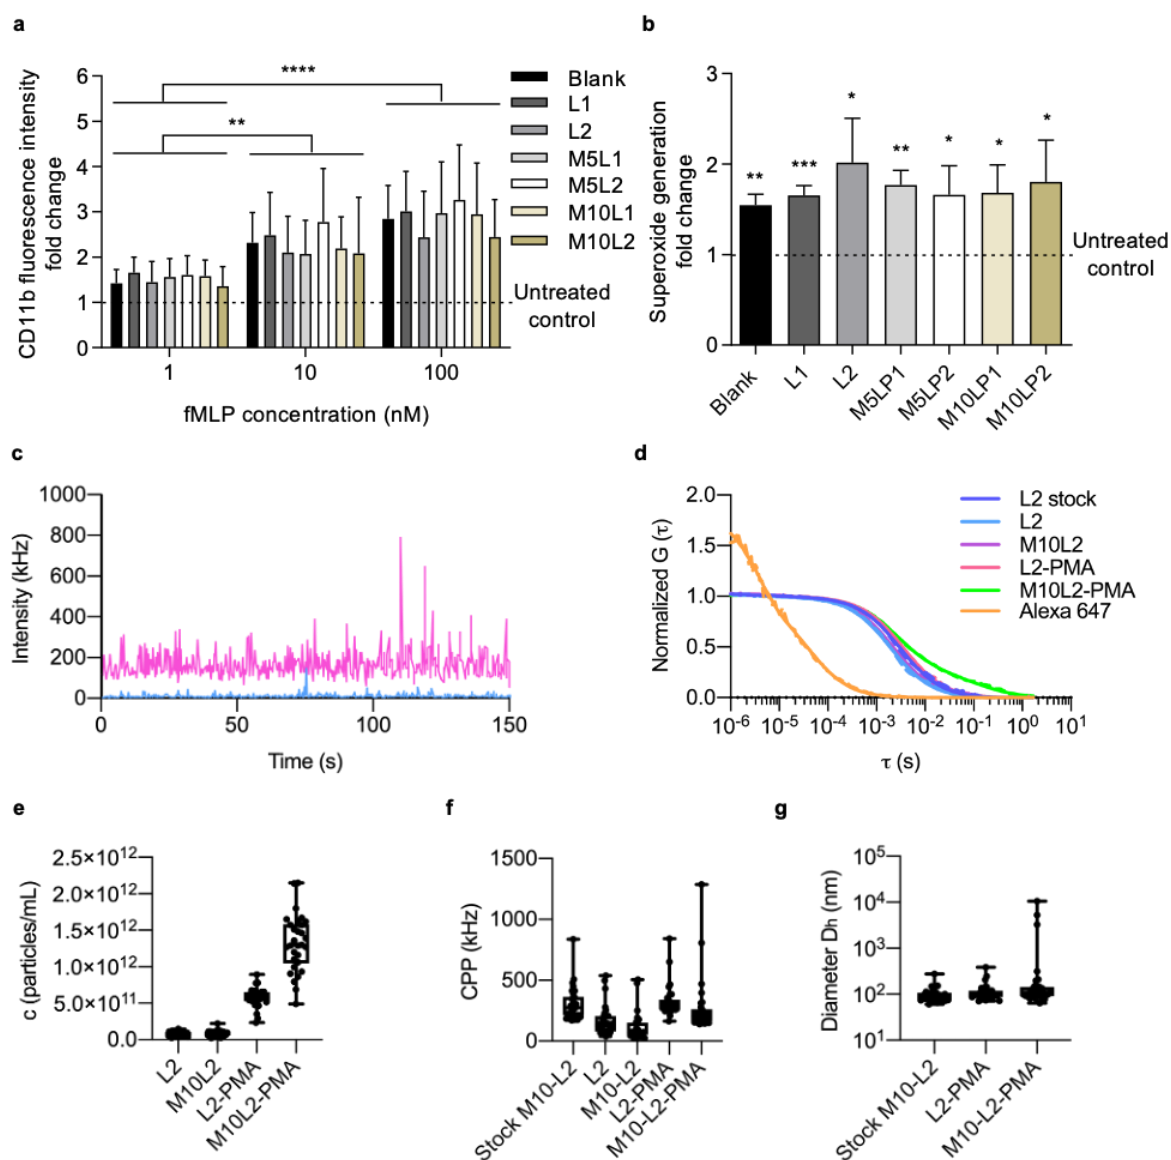 a
CD11b fluorescence intensity
fold change
6
5
4
3
2
1
0
****
**
Blank
L1
L2
M5L1
M5L2
M10L1
M10L2
Untreated
control
1
10
100
fMLP concentration (nM)
b
Superoxide generation
fold change
3
2
1
0
**
***
*
**
*
*
*
Untreated
control
Blank
L1
L2
M5LP1
M5LP2
M10LP1
M10LP2
c
Intensity (kHz)
1000
800
600
400
200
0
0
50
100
150
Time (s)
d
Normalized G (τ)
2.0
1.5
1.0
0.5
0.0
L2 stock
L2
M10L2
L2-PMA
M10L2-PMA
Alexa 647
10⁻⁶
10⁻⁵
10⁻⁴
10⁻³
10⁻²
10⁻¹
10⁰
10¹
τ (s)
e
c (particles/mL)
2.5×10¹²
2.0×10¹²
1.5×10¹²
1.0×10¹²
5.0×10¹¹
0.0
L2
M10L2
L2-PMA
M10L2-PMA
f
CPP (kHz)
1500
1000
500
0
Stock M10-L2
L2
M10-L2
L2-PMA
M10-L2-PMA
g
Diameter Dh (nm)
10⁵
10⁴
10³
10²
10¹
Stock M10-L2
L2-PMA
M10-L2-PMA